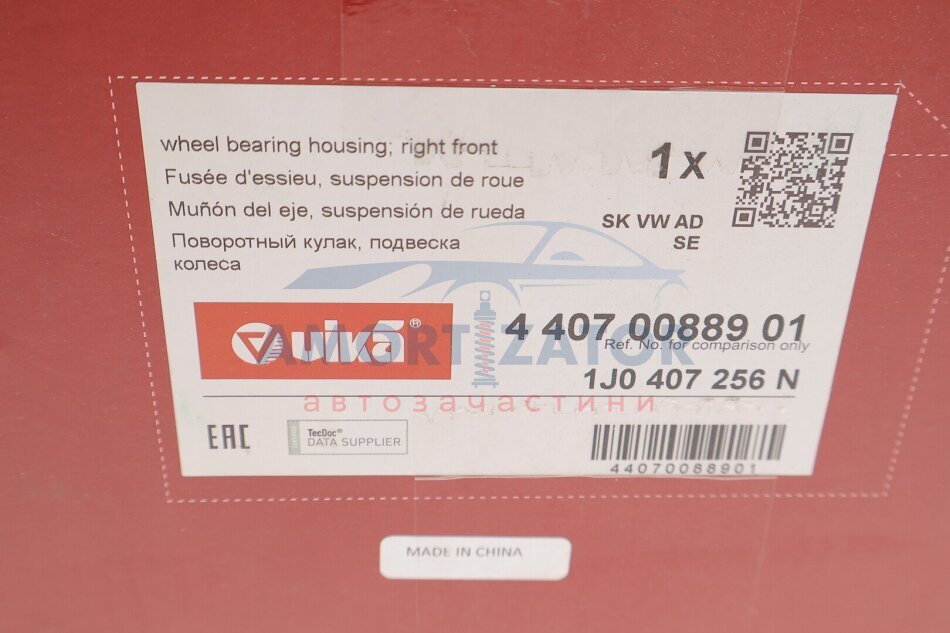 wheel bearing housing; right front
Fusée d'essieu, suspension de roue
Muñón del eje, suspensión de rueda
Поворотный кулак, подвеска
колеса
1 x
SK VW AD
SE
vika®
4 407 00889 01
Ref. No. for comparison only
1J0 407 256 N
AMORTIZATOR
автозапчастини
EAC
TecDoc®
DATA SUPPLIER
44070088901
MADE IN CHINA